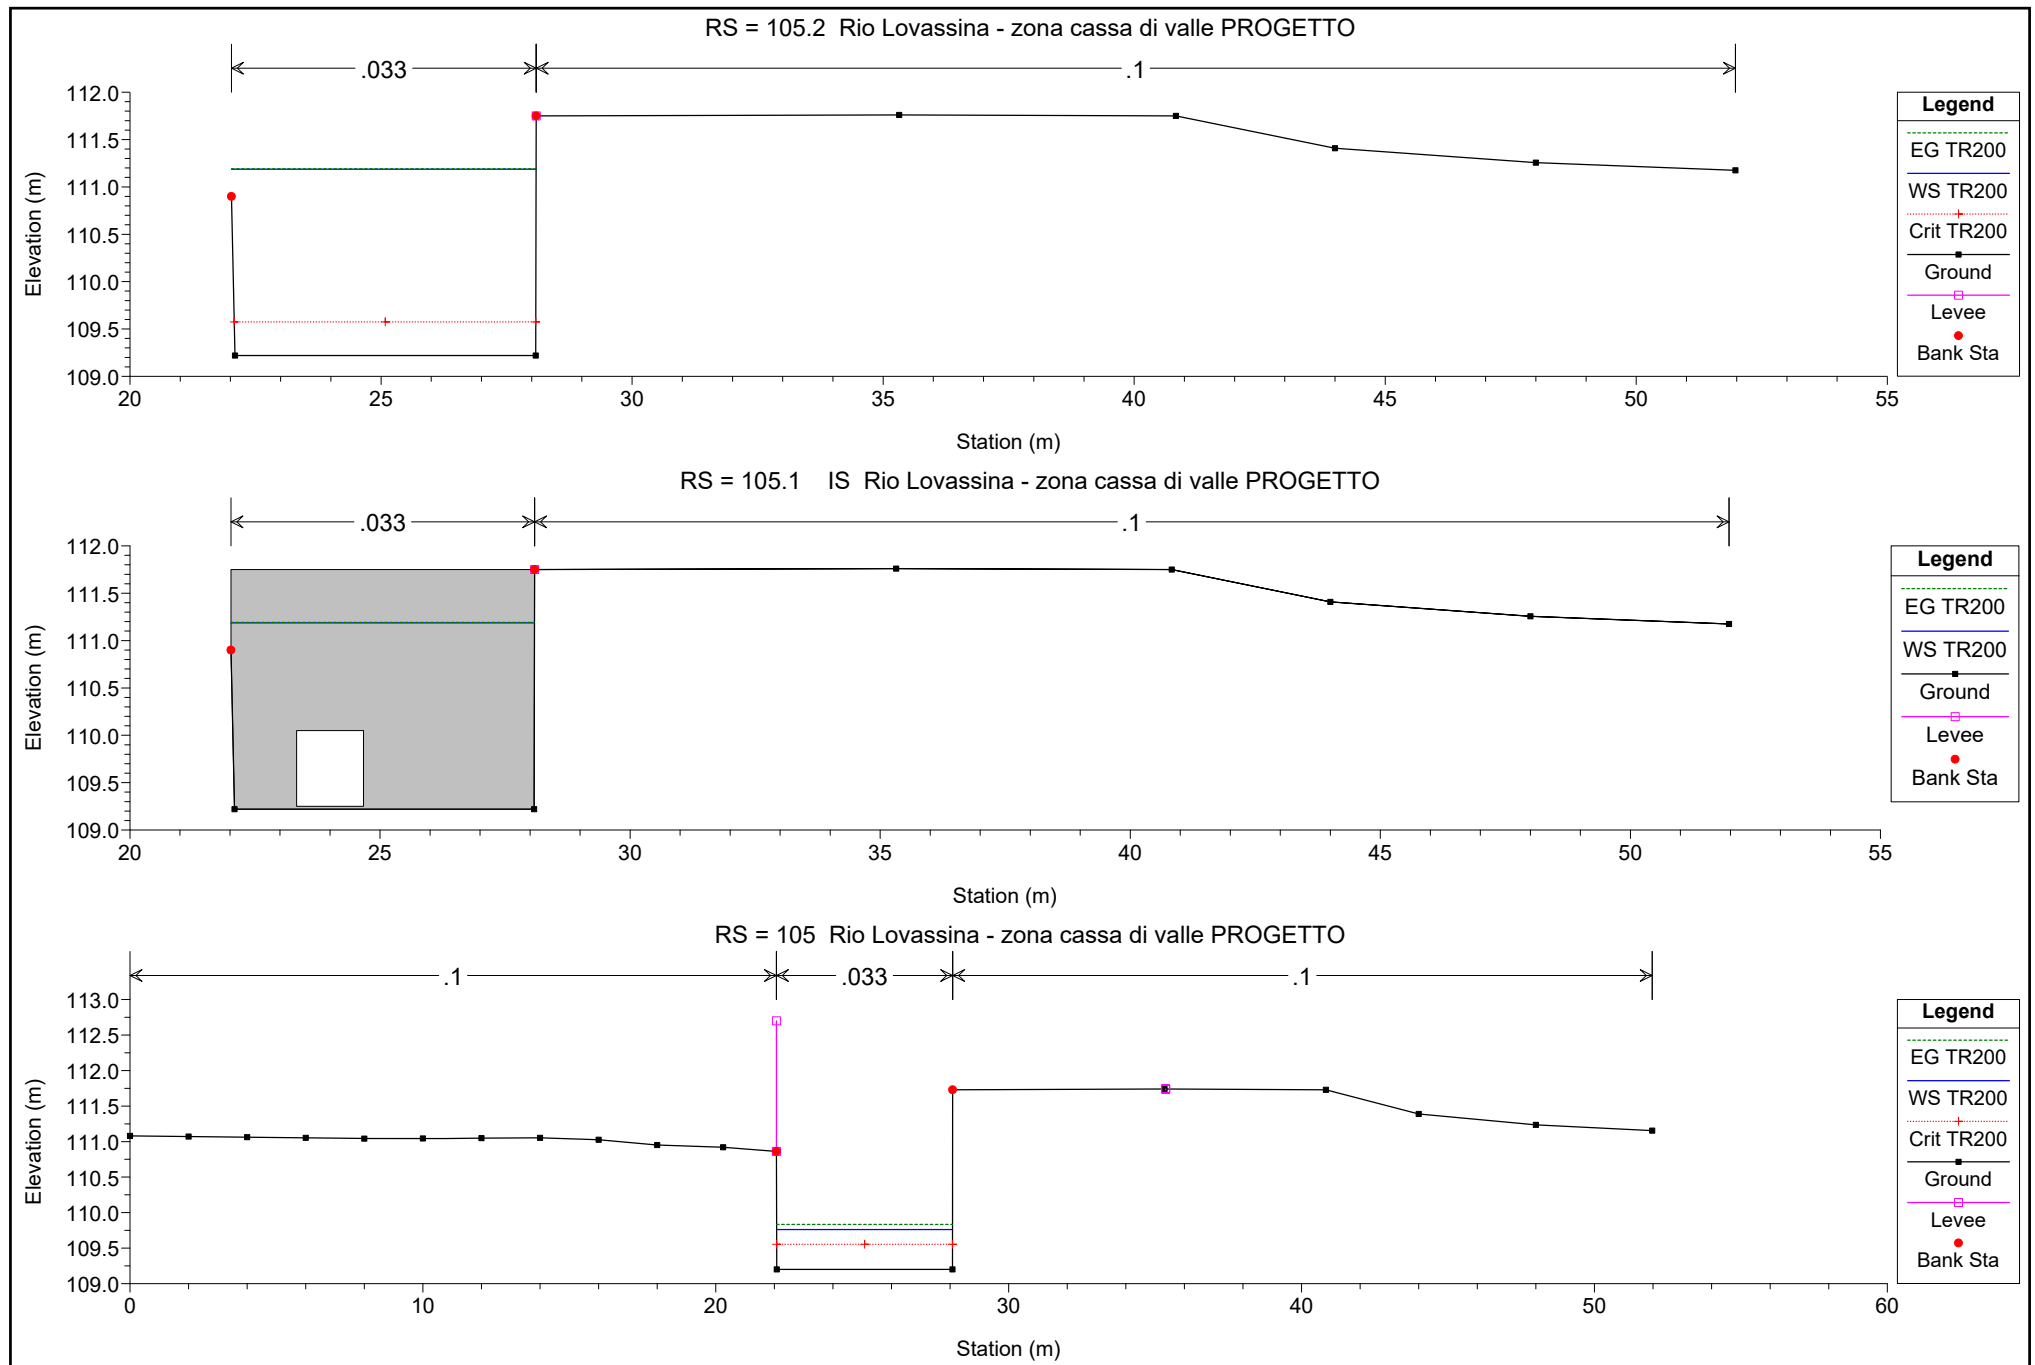 RS = 105.2 Rio Lovassina - zona cassa di valle PROGETTO
.033
.1
112.0
111.5
111.0
110.5
110.0
109.5
109.0
Elevation (m)
20
25
30
35
40
45
50
55
Station (m)
Legend
EG TR200
WS TR200
Crit TR200
Ground
Levee
Bank Sta
RS = 105.1 IS Rio Lovassina - zona cassa di valle PROGETTO
.033
.1
112.0
111.5
111.0
110.5
110.0
109.5
109.0
Elevation (m)
20
25
30
35
40
45
50
55
Station (m)
Legend
EG TR200
WS TR200
Ground
Levee
Bank Sta
RS = 105 Rio Lovassina - zona cassa di valle PROGETTO
.1
.033
.1
113.0
112.5
112.0
111.5
111.0
110.5
110.0
109.5
109.0
Elevation (m)
0
10
20
30
40
50
60
Station (m)
Legend
EG TR200
WS TR200
Crit TR200
Ground
Levee
Bank Sta